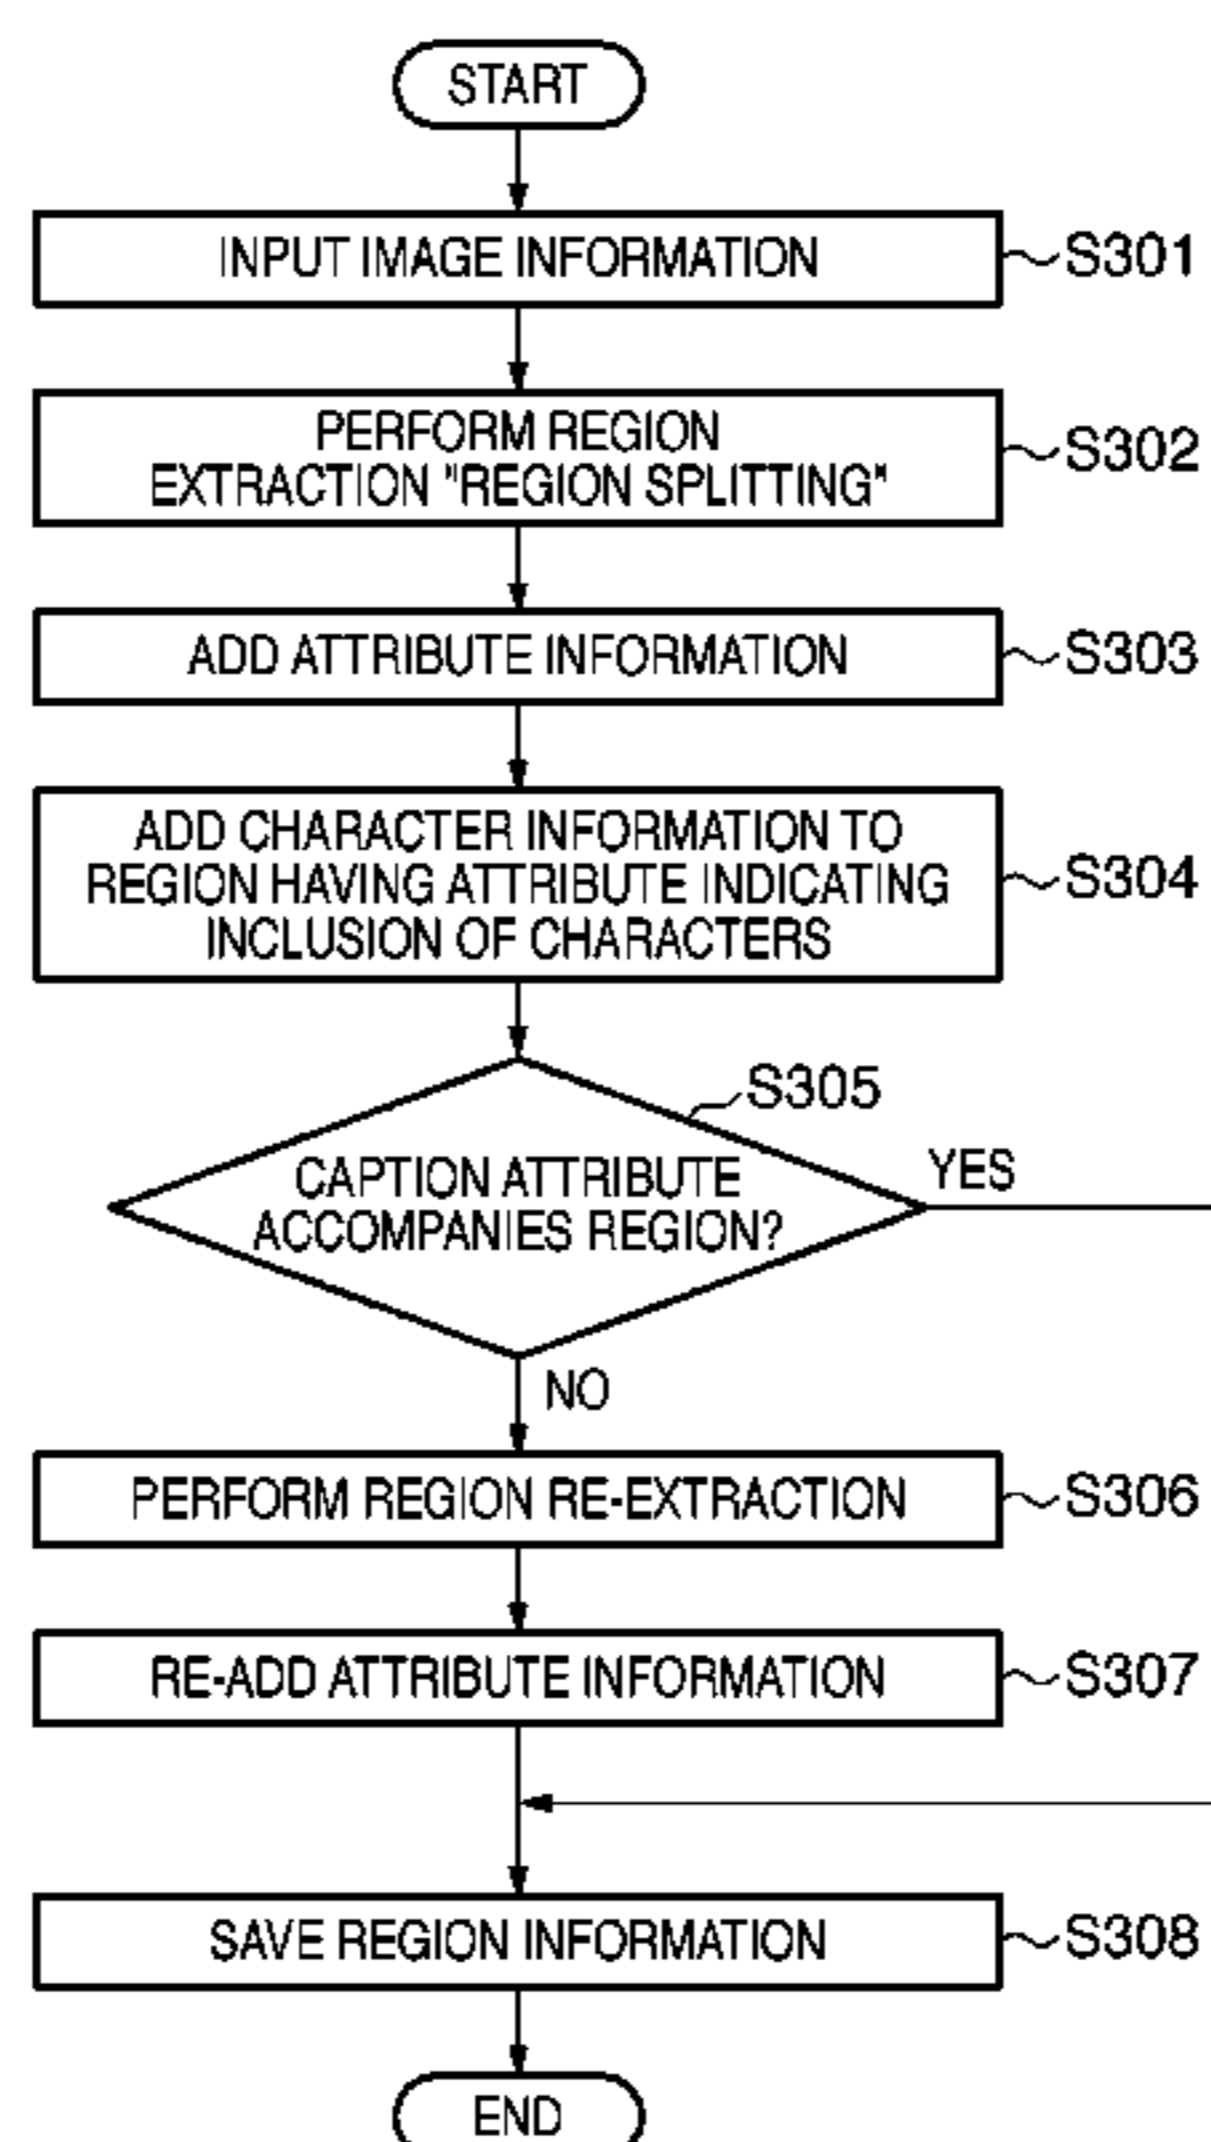 START
INPUT IMAGE INFORMATION
S301
PERFORM REGION
EXTRACTION "REGION SPLITTING"
S302
ADD ATTRIBUTE INFORMATION
S303
ADD CHARACTER INFORMATION TO
REGION HAVING ATTRIBUTE INDICATING
INCLUSION OF CHARACTERS
S304
S305
CAPTION ATTRIBUTE
ACCOMPANIES REGION?
YES
NO
PERFORM REGION RE-EXTRACTION
S306
RE-ADD ATTRIBUTE INFORMATION
S307
SAVE REGION INFORMATION
S308
END